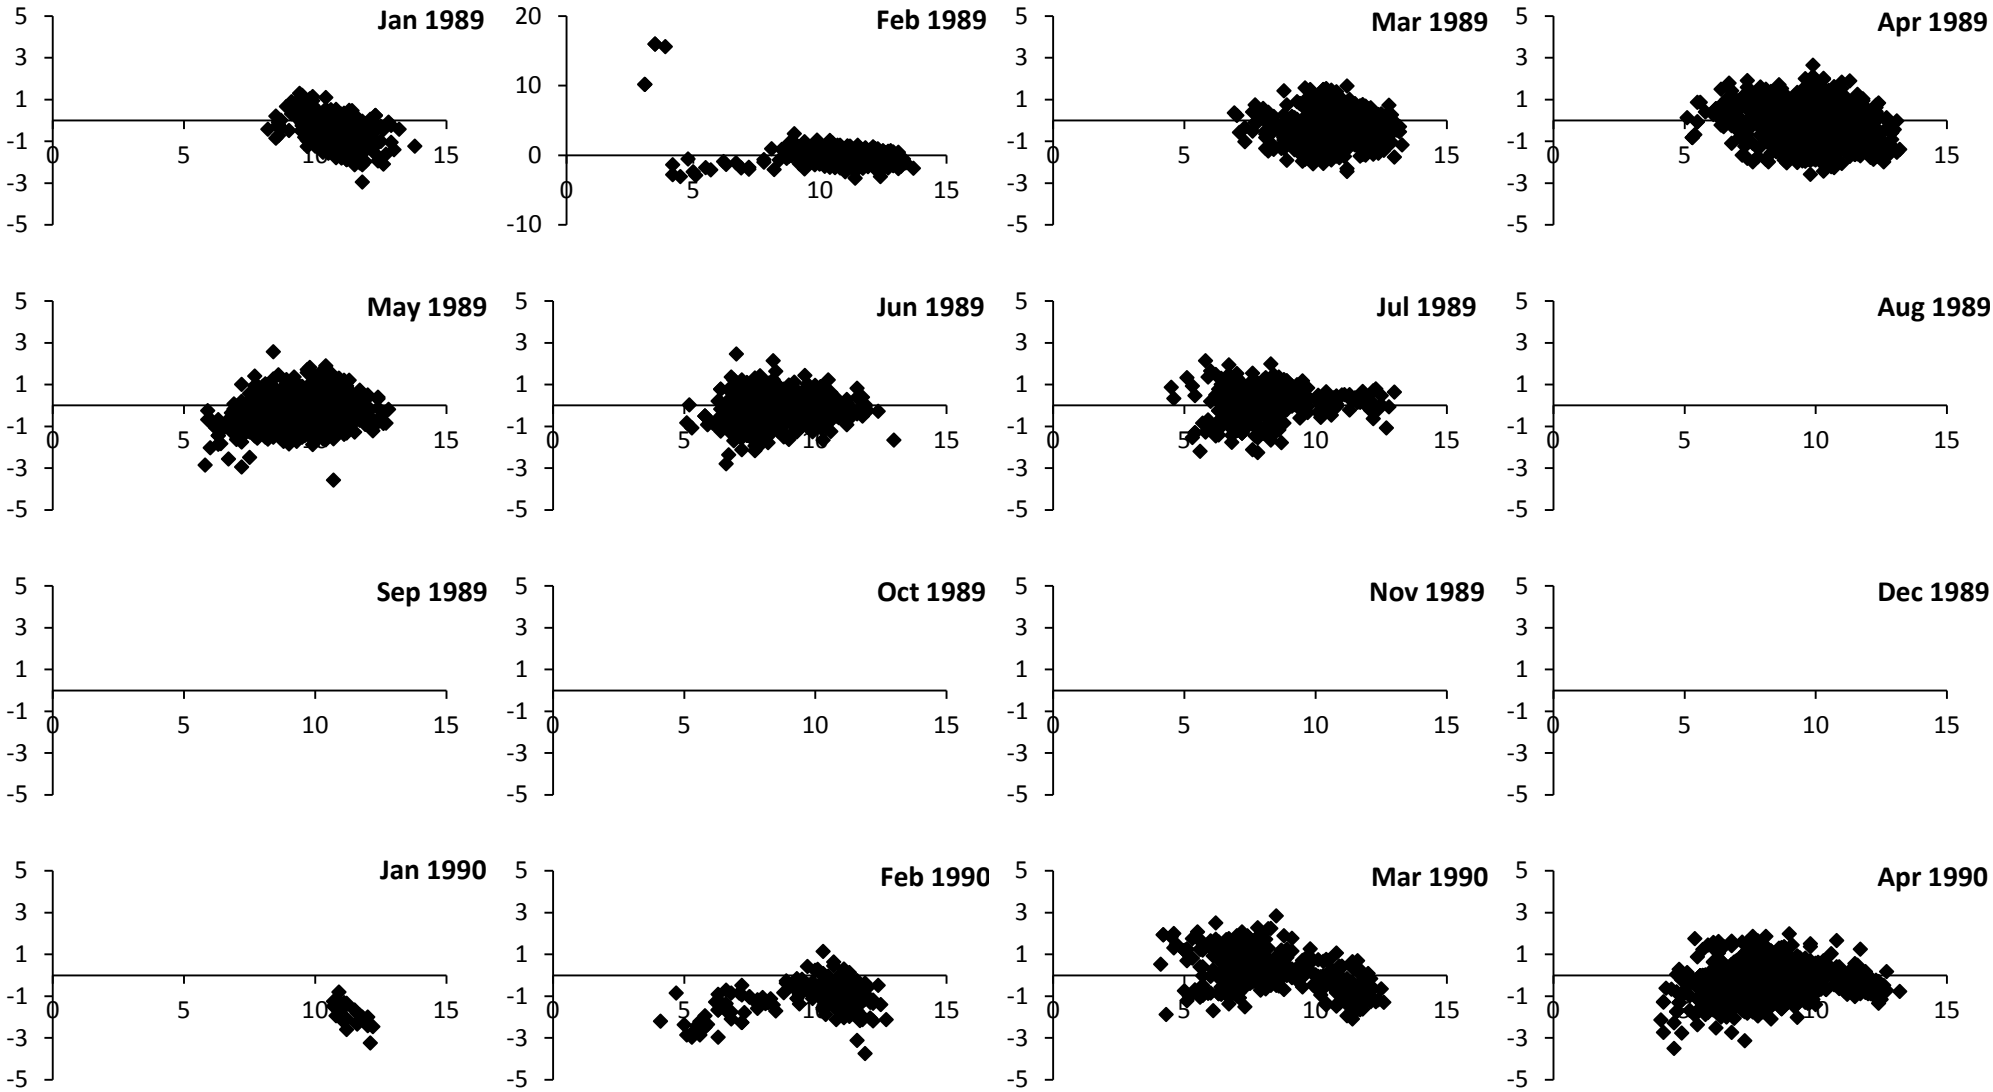 Jan 1989
5
3
1
-1
-3
-5
0 5 10 15
Feb 1989
20
10
0
-10
0 5 10 15
Mar 1989
5
3
1
-1
-3
-5
0 5 10 15
Apr 1989
5
3
1
-1
-3
-5
0 5 10 15
May 1989
5
3
1
-1
-3
-5
0 5 10 15
Jun 1989
5
3
1
-1
-3
-5
0 5 10 15
Jul 1989
5
3
1
-1
-3
-5
0 5 10 15
Aug 1989
5
3
1
-1
-3
-5
0 5 10 15
Sep 1989
5
3
1
-1
-3
-5
0 5 10 15
Oct 1989
5
3
1
-1
-3
-5
0 5 10 15
Nov 1989
5
3
1
-1
-3
-5
0 5 10 15
Dec 1989
5
3
1
-1
-3
-5
0 5 10 15
Jan 1990
5
3
1
-1
-3
-5
0 5 10 15
Feb 1990
5
3
1
-1
-3
-5
0 5 10 15
Mar 1990
5
3
1
-1
-3
-5
0 5 10 15
Apr 1990
5
3
1
-1
-3
-5
0 5 10 15